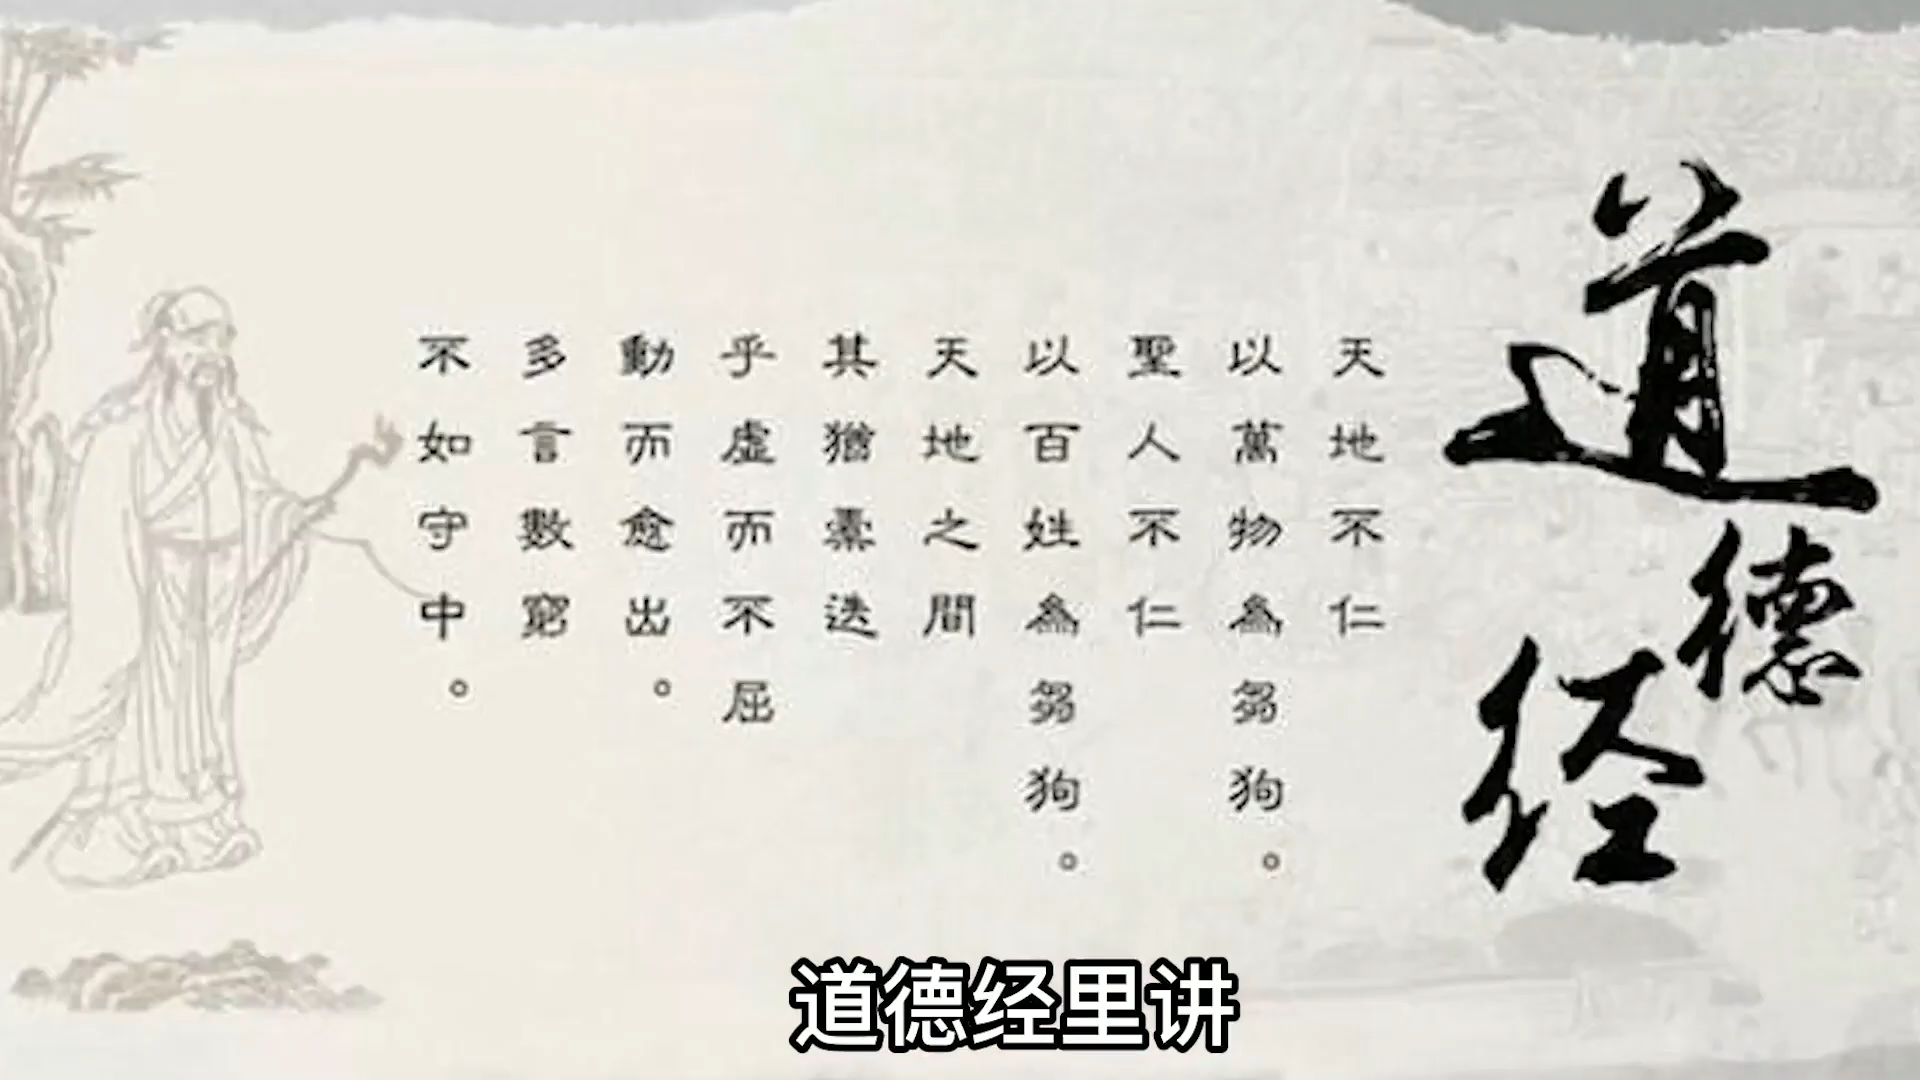 道德经
天地不仁
以萬物為芻狗。
聖人不仁
以百姓為芻狗。
天地之間
其猶橐迭
乎虛而不屈
動而愈出。
多言數窮
不如守中。
道德经里讲